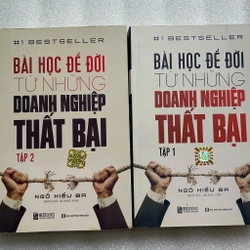 #1 BESTSELLER
BÀI HỌC ĐỂ ĐỜI
TỪ NHỮNG
DOANH NGHIỆP
THẤT BẠI
TẬP 2
NGÔ HIỂU BA
#1 BESTSELLER
BÀI HỌC ĐỂ ĐỜI
TỪ NHỮNG
DOANH NGHIỆP
THẤT BẠI
TẬP 1
NGÔ HIỂU BA